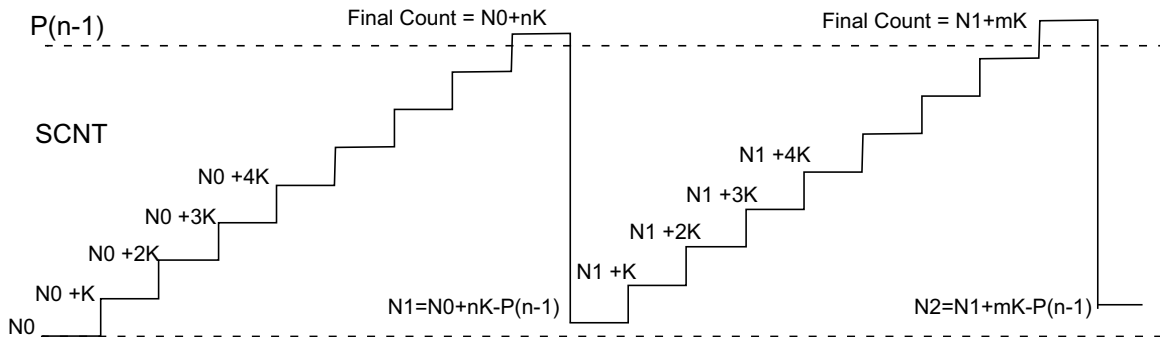 P(n-1)
Final Count = N0+nK
Final Count = N1+mK
SCNT
N0 +4K
N1 +4K
N0 +3K
N1 +3K
N0 +2K
N1 +2K
N0 +K
N1 +K
N0
N1=N0+nK-P(n-1)
N2=N1+mK-P(n-1)